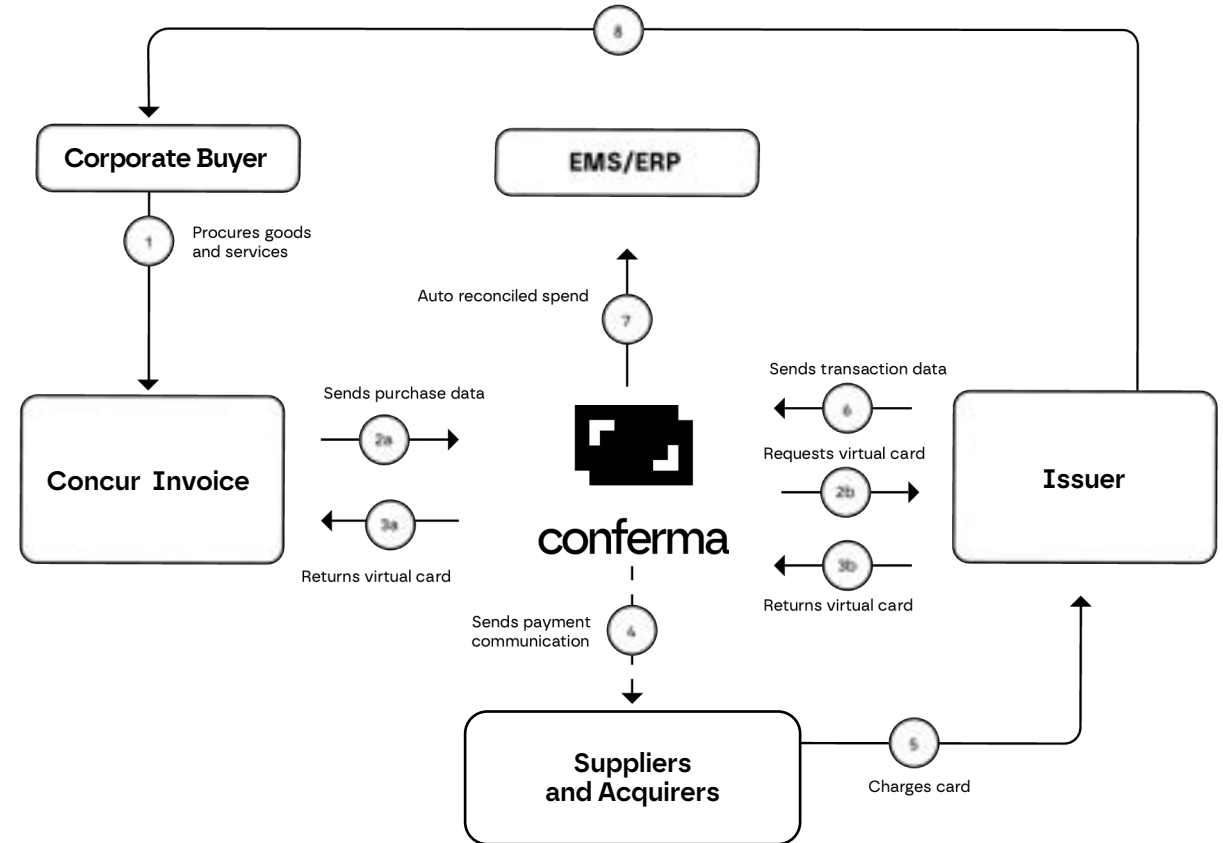 8
Corporate Buyer
EMS/ERP
1
Procures goods
and services
Auto reconciled spend
7
Sends transaction data
6
Sends purchase data
2a
Requests virtual card
2b
Concur Invoice
Issuer
3a
conferma
3b
Returns virtual card
Returns virtual card
Sends payment
communication
4
Suppliers
and Acquirers
5
Charges card